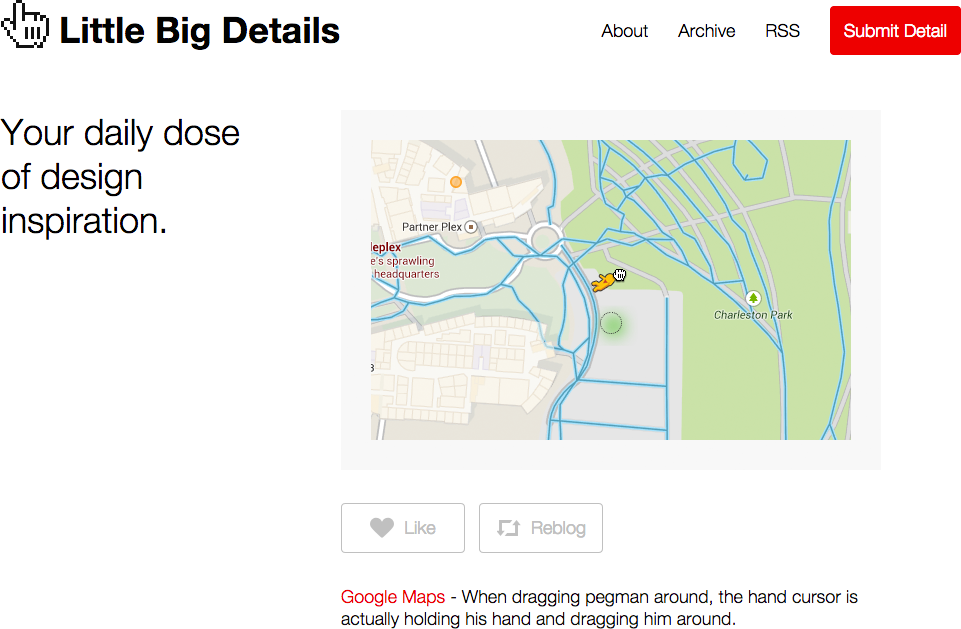 Little Big Details
About
Archive
RSS
Submit Detail
Your daily dose
of design
inspiration.
Partner Plex
leplex
e's sprawling
headquarters
3
Charleston Park
Like
Reblog
Google Maps - When dragging pegman around, the hand cursor is
actually holding his hand and dragging him around.